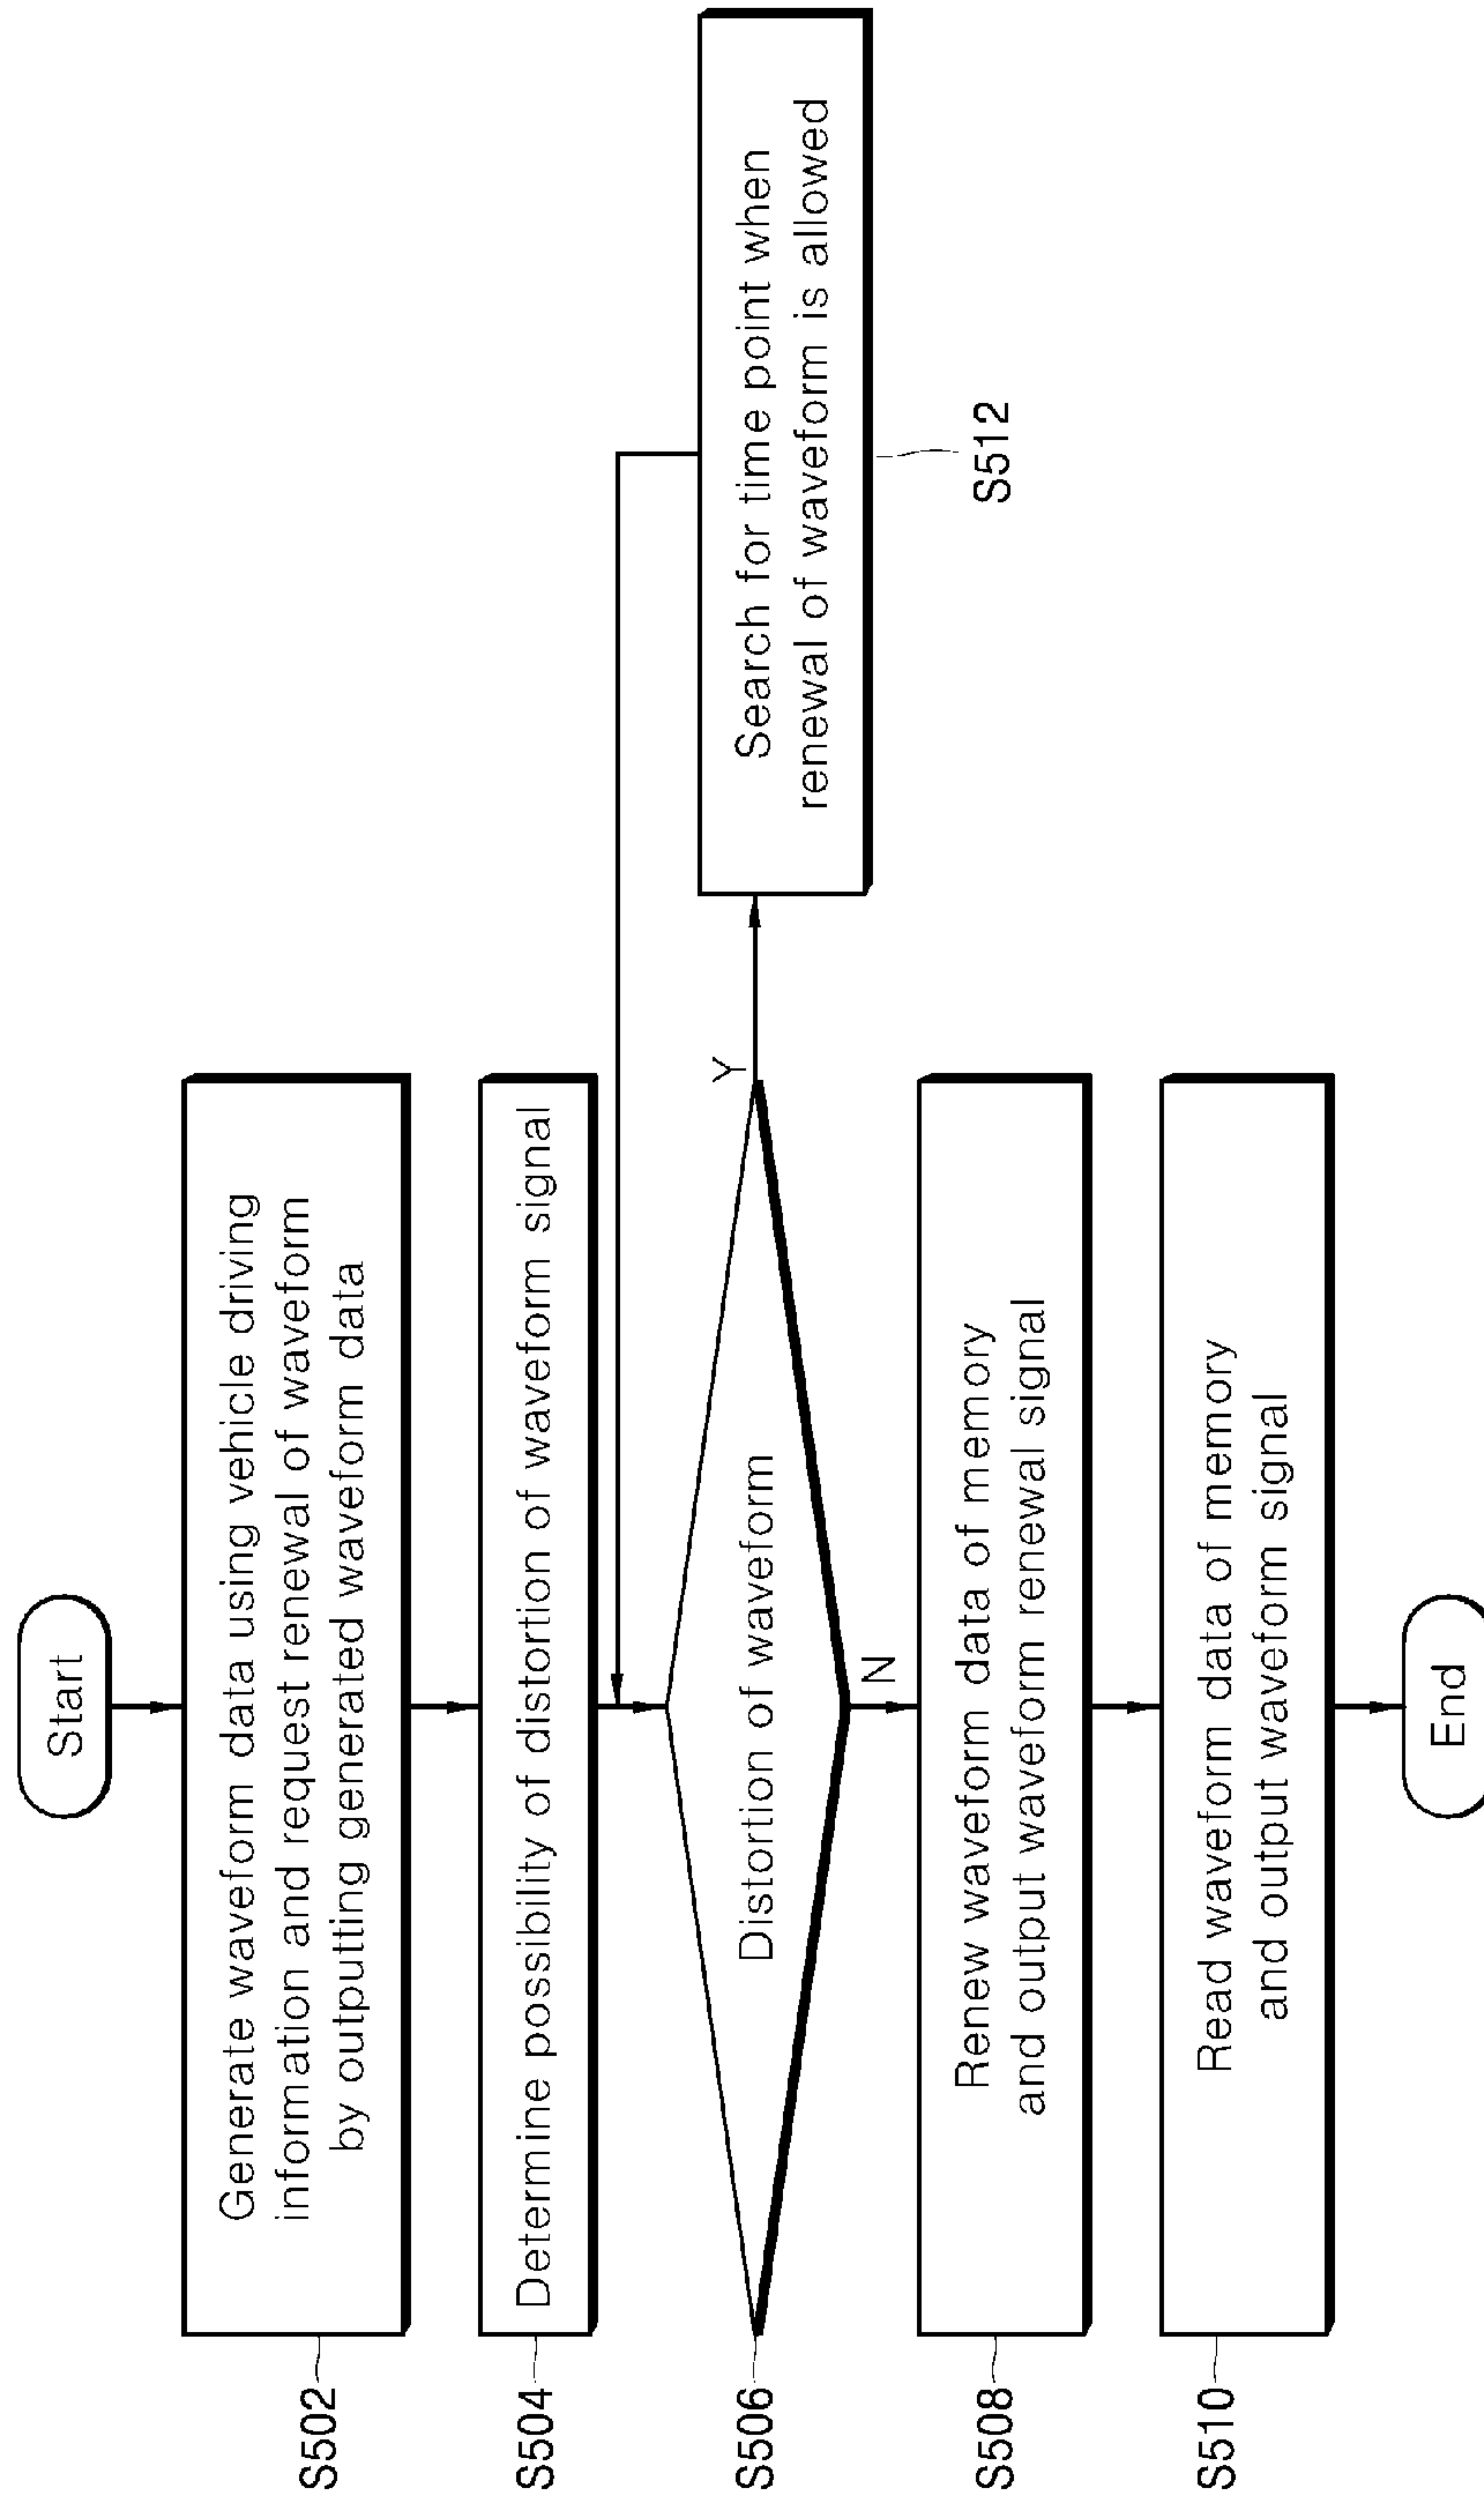 Start
S502
Generate waveform data using vehicle driving
information and request renewal of waveform
by outputting generated waveform data
S504
Determine possibility of distortion of waveform signal
S506
Distortion of waveform
Y
Search for time point when
renewal of waveform is allowed
S512
N
S508
Renew waveform data of memory
and output waveform renewal signal
S510
Read waveform data of memory
and output waveform signal
End